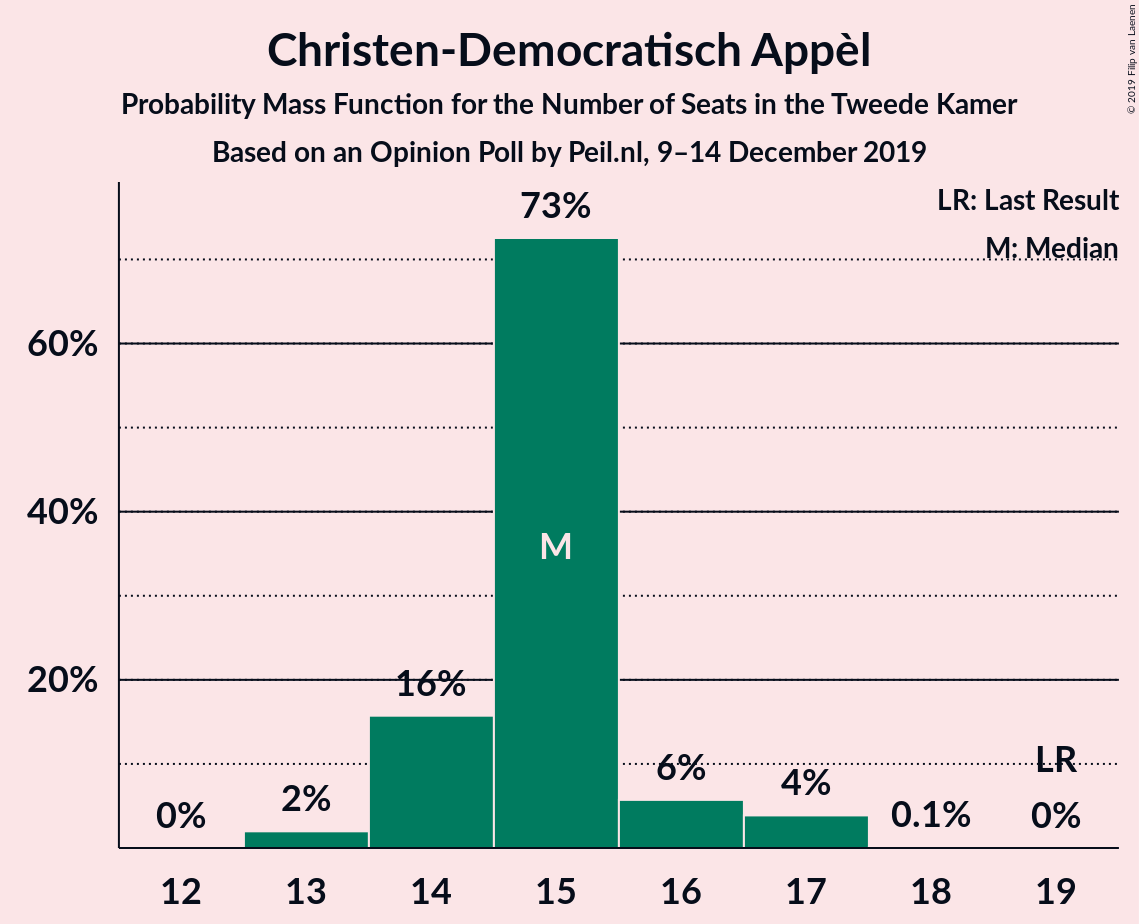 Christen-Democratisch Appèl
Probability Mass Function for the Number of Seats in the Tweede Kamer
Based on an Opinion Poll by Peil.nl, 9–14 December 2019
© 2019 Filip van Laenen
LR: Last Result
M: Median
73%
60%
40%
M
20%
16%
6%
LR
4%
2%
0%
0.1%
0%
12 13 14 15 16 17 18 19